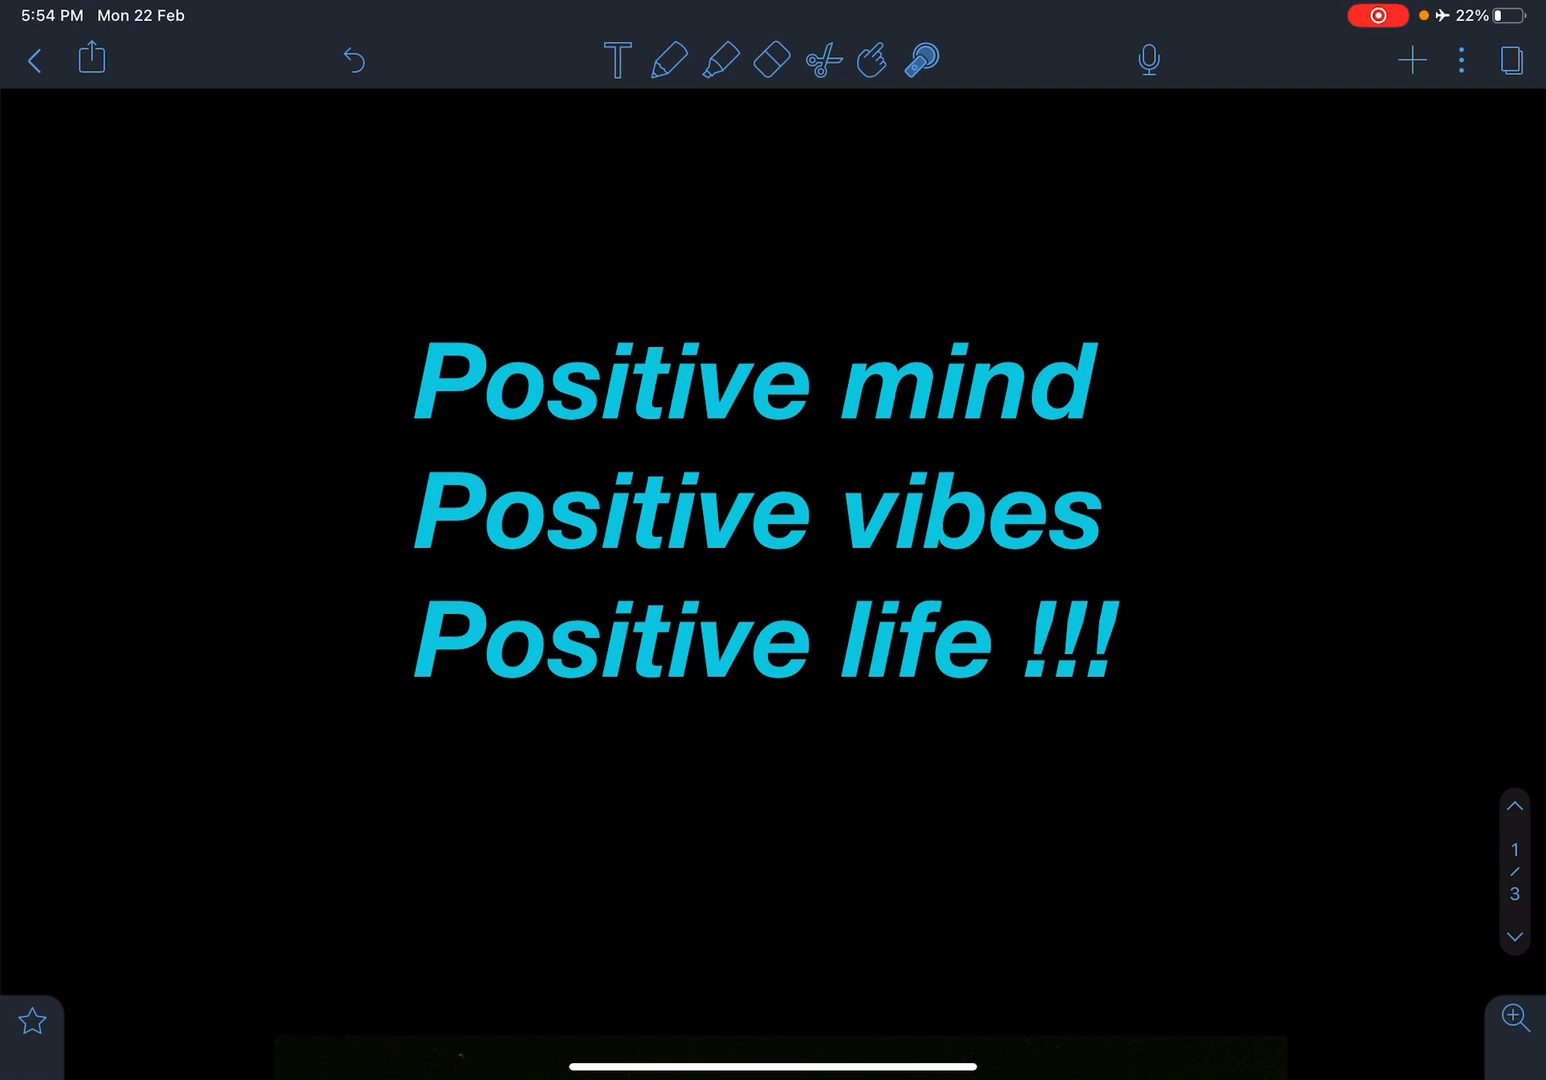 5:54 PM Mon 22 Feb
22%
Positive mind
Positive vibes
Positive life !!!
1
/
3